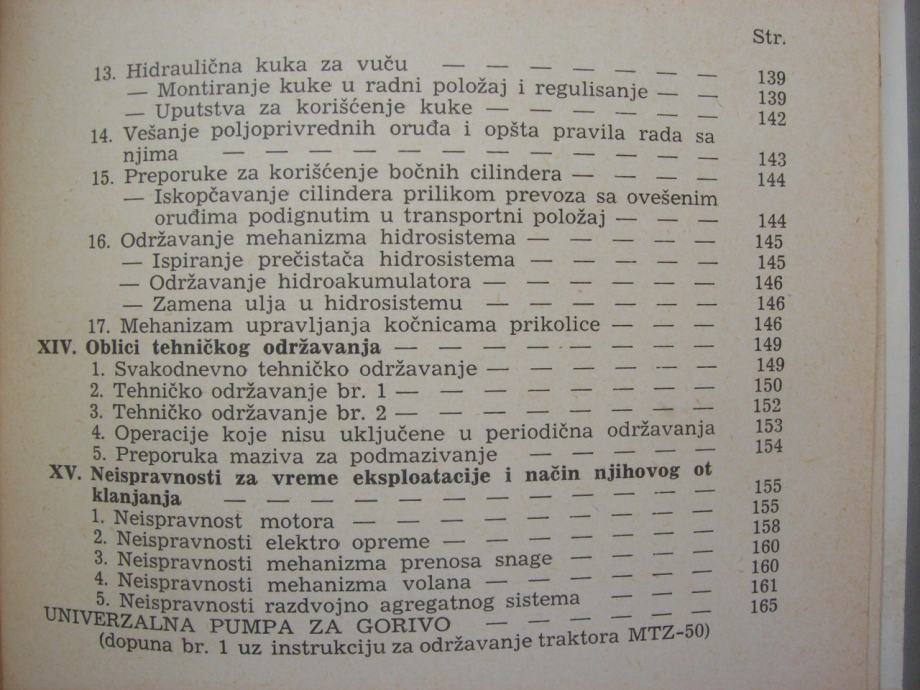 Str.
13. Hidraulična kuka za vuču — — — — — — — 139
— Montiranje kuke u radni položaj i regulisanje — — 139
— Uputstva za korišćenje kuke — — — — — — 142
14. Vešanje poljoprivrednih oruđa i opšta pravila rada sa
njima — — — — — — — — — — — — 143
15. Preporuke za korišćenje bočnih cilindera — — — — 144
— Iskopčavanje cilindera prilikom prevoza sa ovešenim
oruđima podignutim u transportni položaj — — — 144
16. Održavanje mehanizma hidrosistema — — — — — 145
— Ispiranje prečistača hidrosistema — — — — — 145
— Održavanje hidroakumulatora — — — — — — 146
— Zamena ulja u hidrosistemu — — — — — — 146
17. Mehanizam upravljanja kočnicama prikolice — — — 146
XIV. Oblici tehničkog održavanja — — — — — — — — 149
1. Svakodnevno tehničko održavanje — — — — — — 149
2. Tehničko održavanje br. 1 — — — — — — — — 150
3. Tehničko održavanje br. 2 — — — — — — — — 152
4. Operacije koje nisu uključene u periodična održavanja 153
5. Preporuka maziva za podmazivanje — — — — — 154
XV. Neispravnosti za vreme eksploatacije i način njihovog ot
klanjanja — — — — — — — — — — — — 155
1. Neispravnost motora — — — — — — — — — 155
2. Neispravnosti elektro opreme — — — — — — — 158
3. Neispravnosti mehanizma prenosa snage — — — — 160
4. Neispravnosti mehanizma volana — — — — — — 160
5. Neispravnosti razdvojno agregatnog sistema — — — 161
UNIVERZALNA PUMPA ZA GORIVO — — — — — — 165
(dopuna br. 1 uz instrukciju za održavanje traktora MTZ-50)